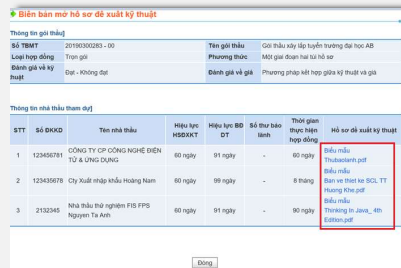 Biên bản mở hồ sơ đề xuất kỹ thuật
Thông tin gói thầu]
Số TBMT 20190300283 - 00 Tên gói thầu Gói thầu xây lắp tuyển trường đại học AB
Loại hợp đồng Trọn gói Phương thức Một giai đoạn hai túi hồ sơ
Đánh giá về kỹ thuật Đạt - Không đạt Đánh giá về giá Phương pháp kết hợp giữa kỹ thuật và giá
Thông tin nhà thầu tham dự]
STT Số ĐKKD Tên nhà thầu Hiệu lực HSĐXKT Hiệu lực BĐ DT Số thư bảo lãnh Thời gian thực hiện hợp đồng Hồ sơ đề xuất kỹ thuật
1 123456781 CÔNG TY CP CÔNG NGHỆ ĐIỆN TỬ & ỨNG DỤNG 60 ngày 91 ngày - 60 ngày Biểu mẫu Thubaolanh.pdf
2 123435678 Cty Xuất nhập khẩu Hoàng Nam 60 ngày 99 ngày - 8 tháng Biểu mẫu Ban ve thiet ke SCL TT Huong Khe.pdf
3 2132345 Nhà thầu thử nghiệm FIS FPS Nguyen Ta Anh 60 ngày 91 ngày - 90 ngày Biểu mẫu Thinking In Java_ 4th Edition.pdf
Đóng